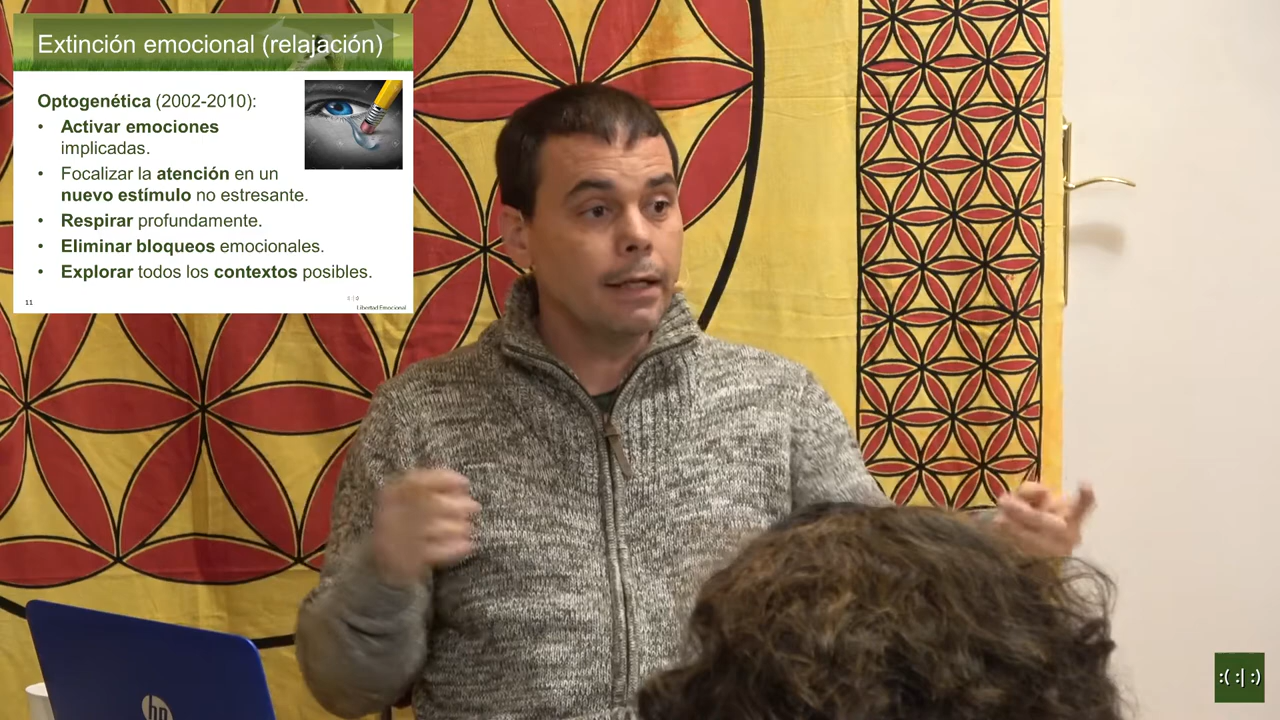 Extinción emocional (relajación)
Optogenética (2002-2010):
• Activar emociones
implicadas.
• Focalizar la atención en un
nuevo estímulo no estresante.
• Respirar profundamente.
• Eliminar bloqueos emocionales.
• Explorar todos los contextos posibles.
11
:( :| :)
Libertad Emocional
hp
:( :| :)